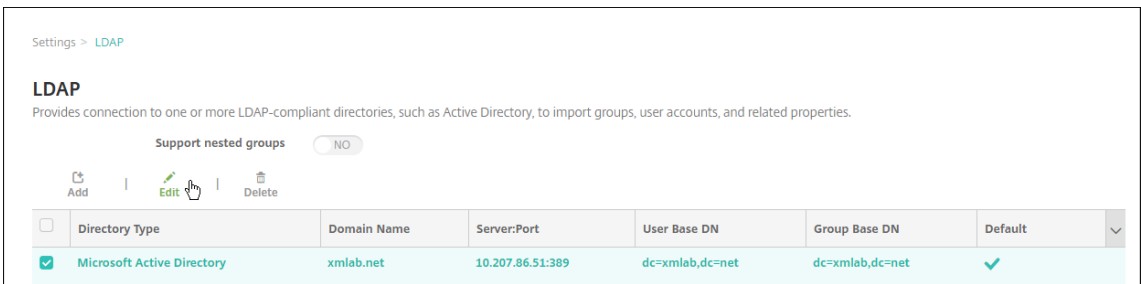 Settings > LDAP
LDAP
Provides connection to one or more LDAP-compliant directories, such as Active Directory, to import groups, user accounts, and related properties.
Support nested groups NO
Add | Edit | Delete
Directory Type Domain Name Server:Port User Base DN Group Base DN Default
Microsoft Active Directory xmlab.net 10.207.86.51:389 dc=xmlab,dc=net dc=xmlab,dc=net